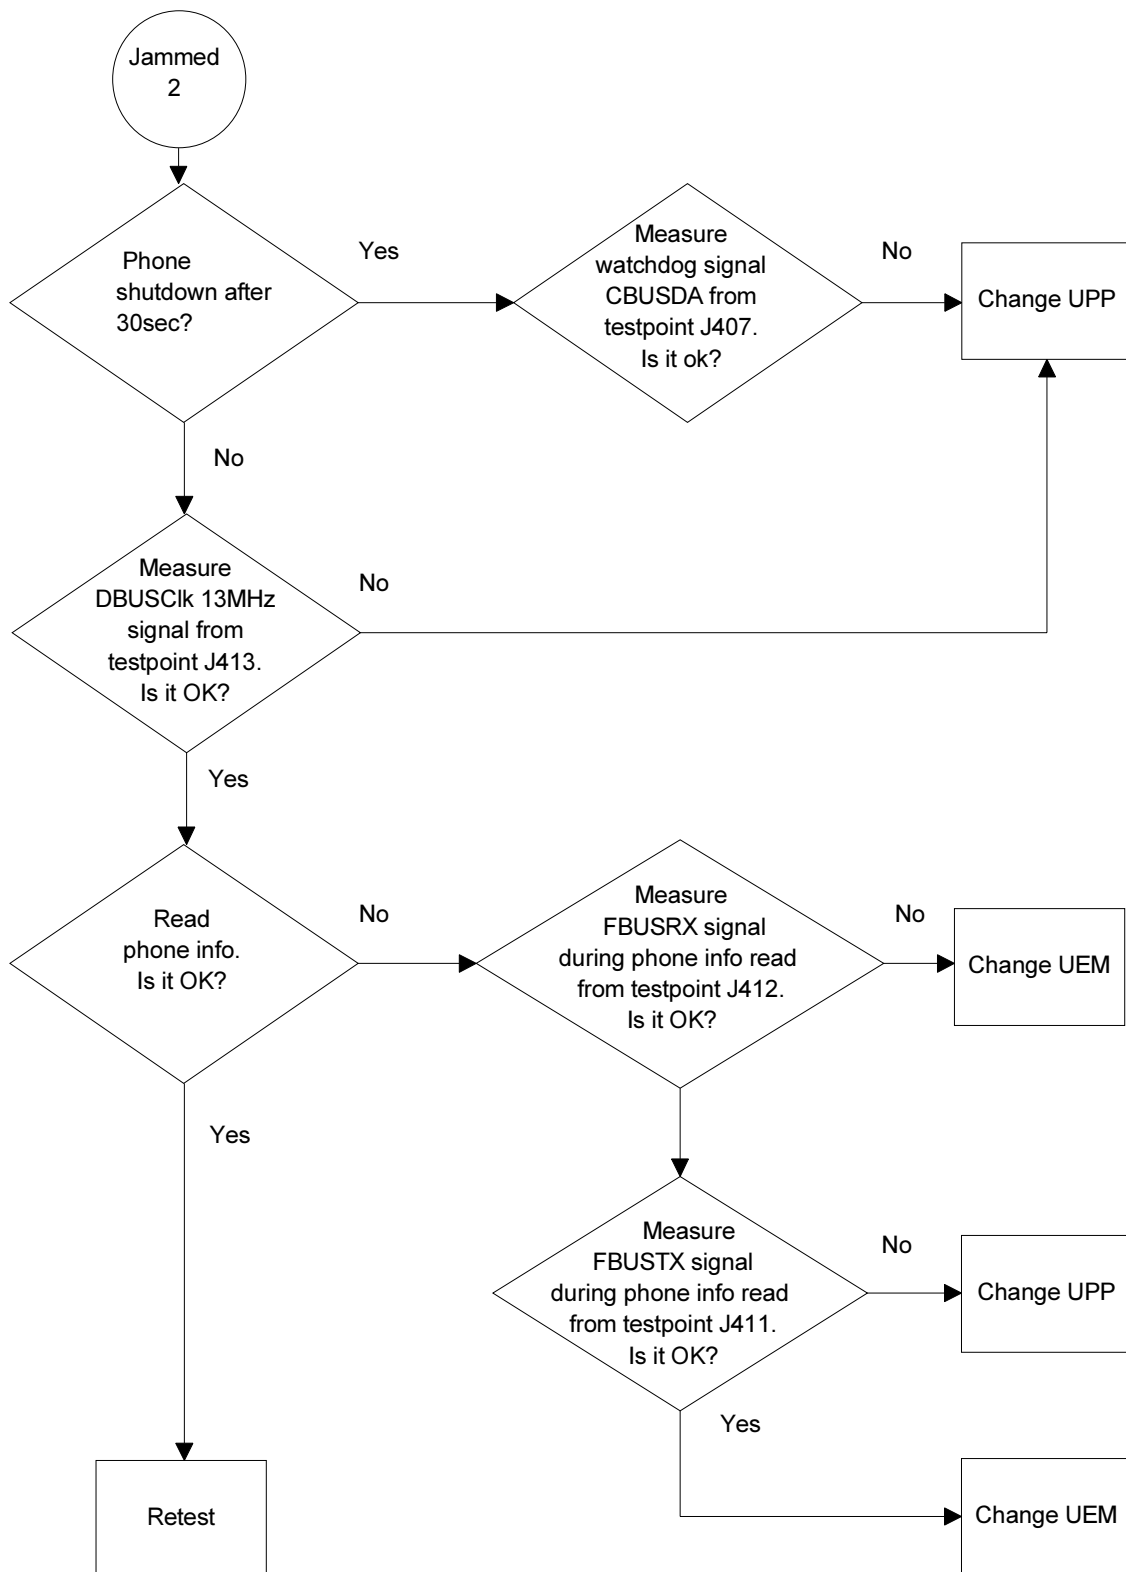 Jammed
2
Phone
shutdown after
30sec?
Yes
Measure
watchdog signal
CBUSDA from
testpoint J407.
Is it ok?
No
Change UPP
No
Measure
DBUSClk 13MHz
signal from
testpoint J413.
Is it OK?
No
Yes
Read
phone info.
Is it OK?
No
Measure
FBUSRX signal
during phone info read
from testpoint J412.
Is it OK?
No
Change UEM
Yes
Measure
FBUSTX signal
during phone info read
from testpoint J411.
Is it OK?
No
Change UPP
Yes
Retest
Change UEM